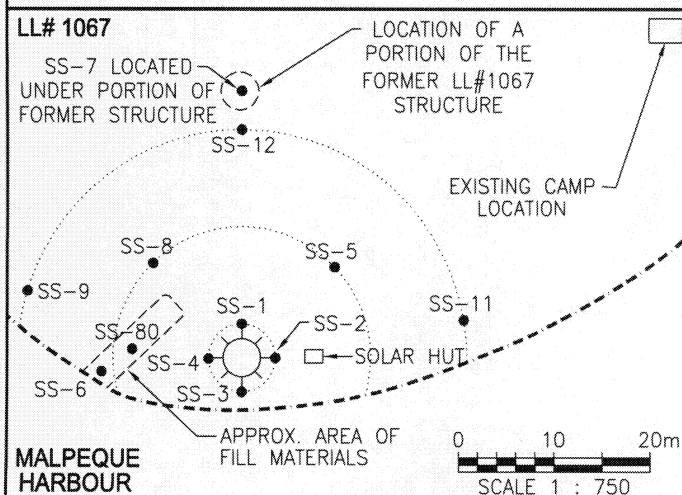 LL# 1067
LOCATION OF A
PORTION OF THE
FORMER LL#1067
STRUCTURE
SS-7 LOCATED
UNDER PORTION OF
FORMER STRUCTURE
SS-12
EXISTING CAMP
LOCATION
SS-8
SS-5
SS-9
SS-1
SS-11
SS-2
SS-80
SS-4
SOLAR HUT
SS-6
SS-3
APPROX. AREA OF
FILL MATERIALS
MALPEQUE
HARBOUR
0 10 20m
SCALE 1 : 750